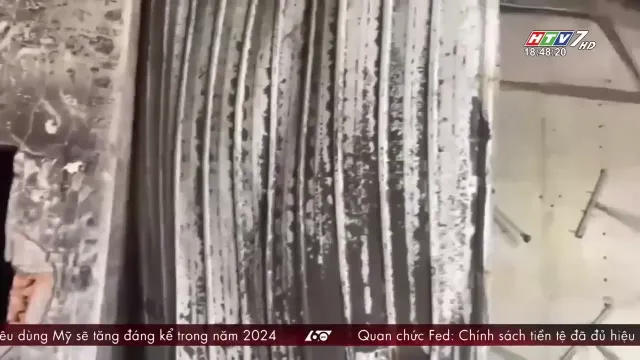 HTV7 HD
18:48:20
êu dùng Mỹ sẽ tăng đáng kể trong năm 2024
60
Quan chức Fed: Chính sách tiền tệ đã đủ hiệu